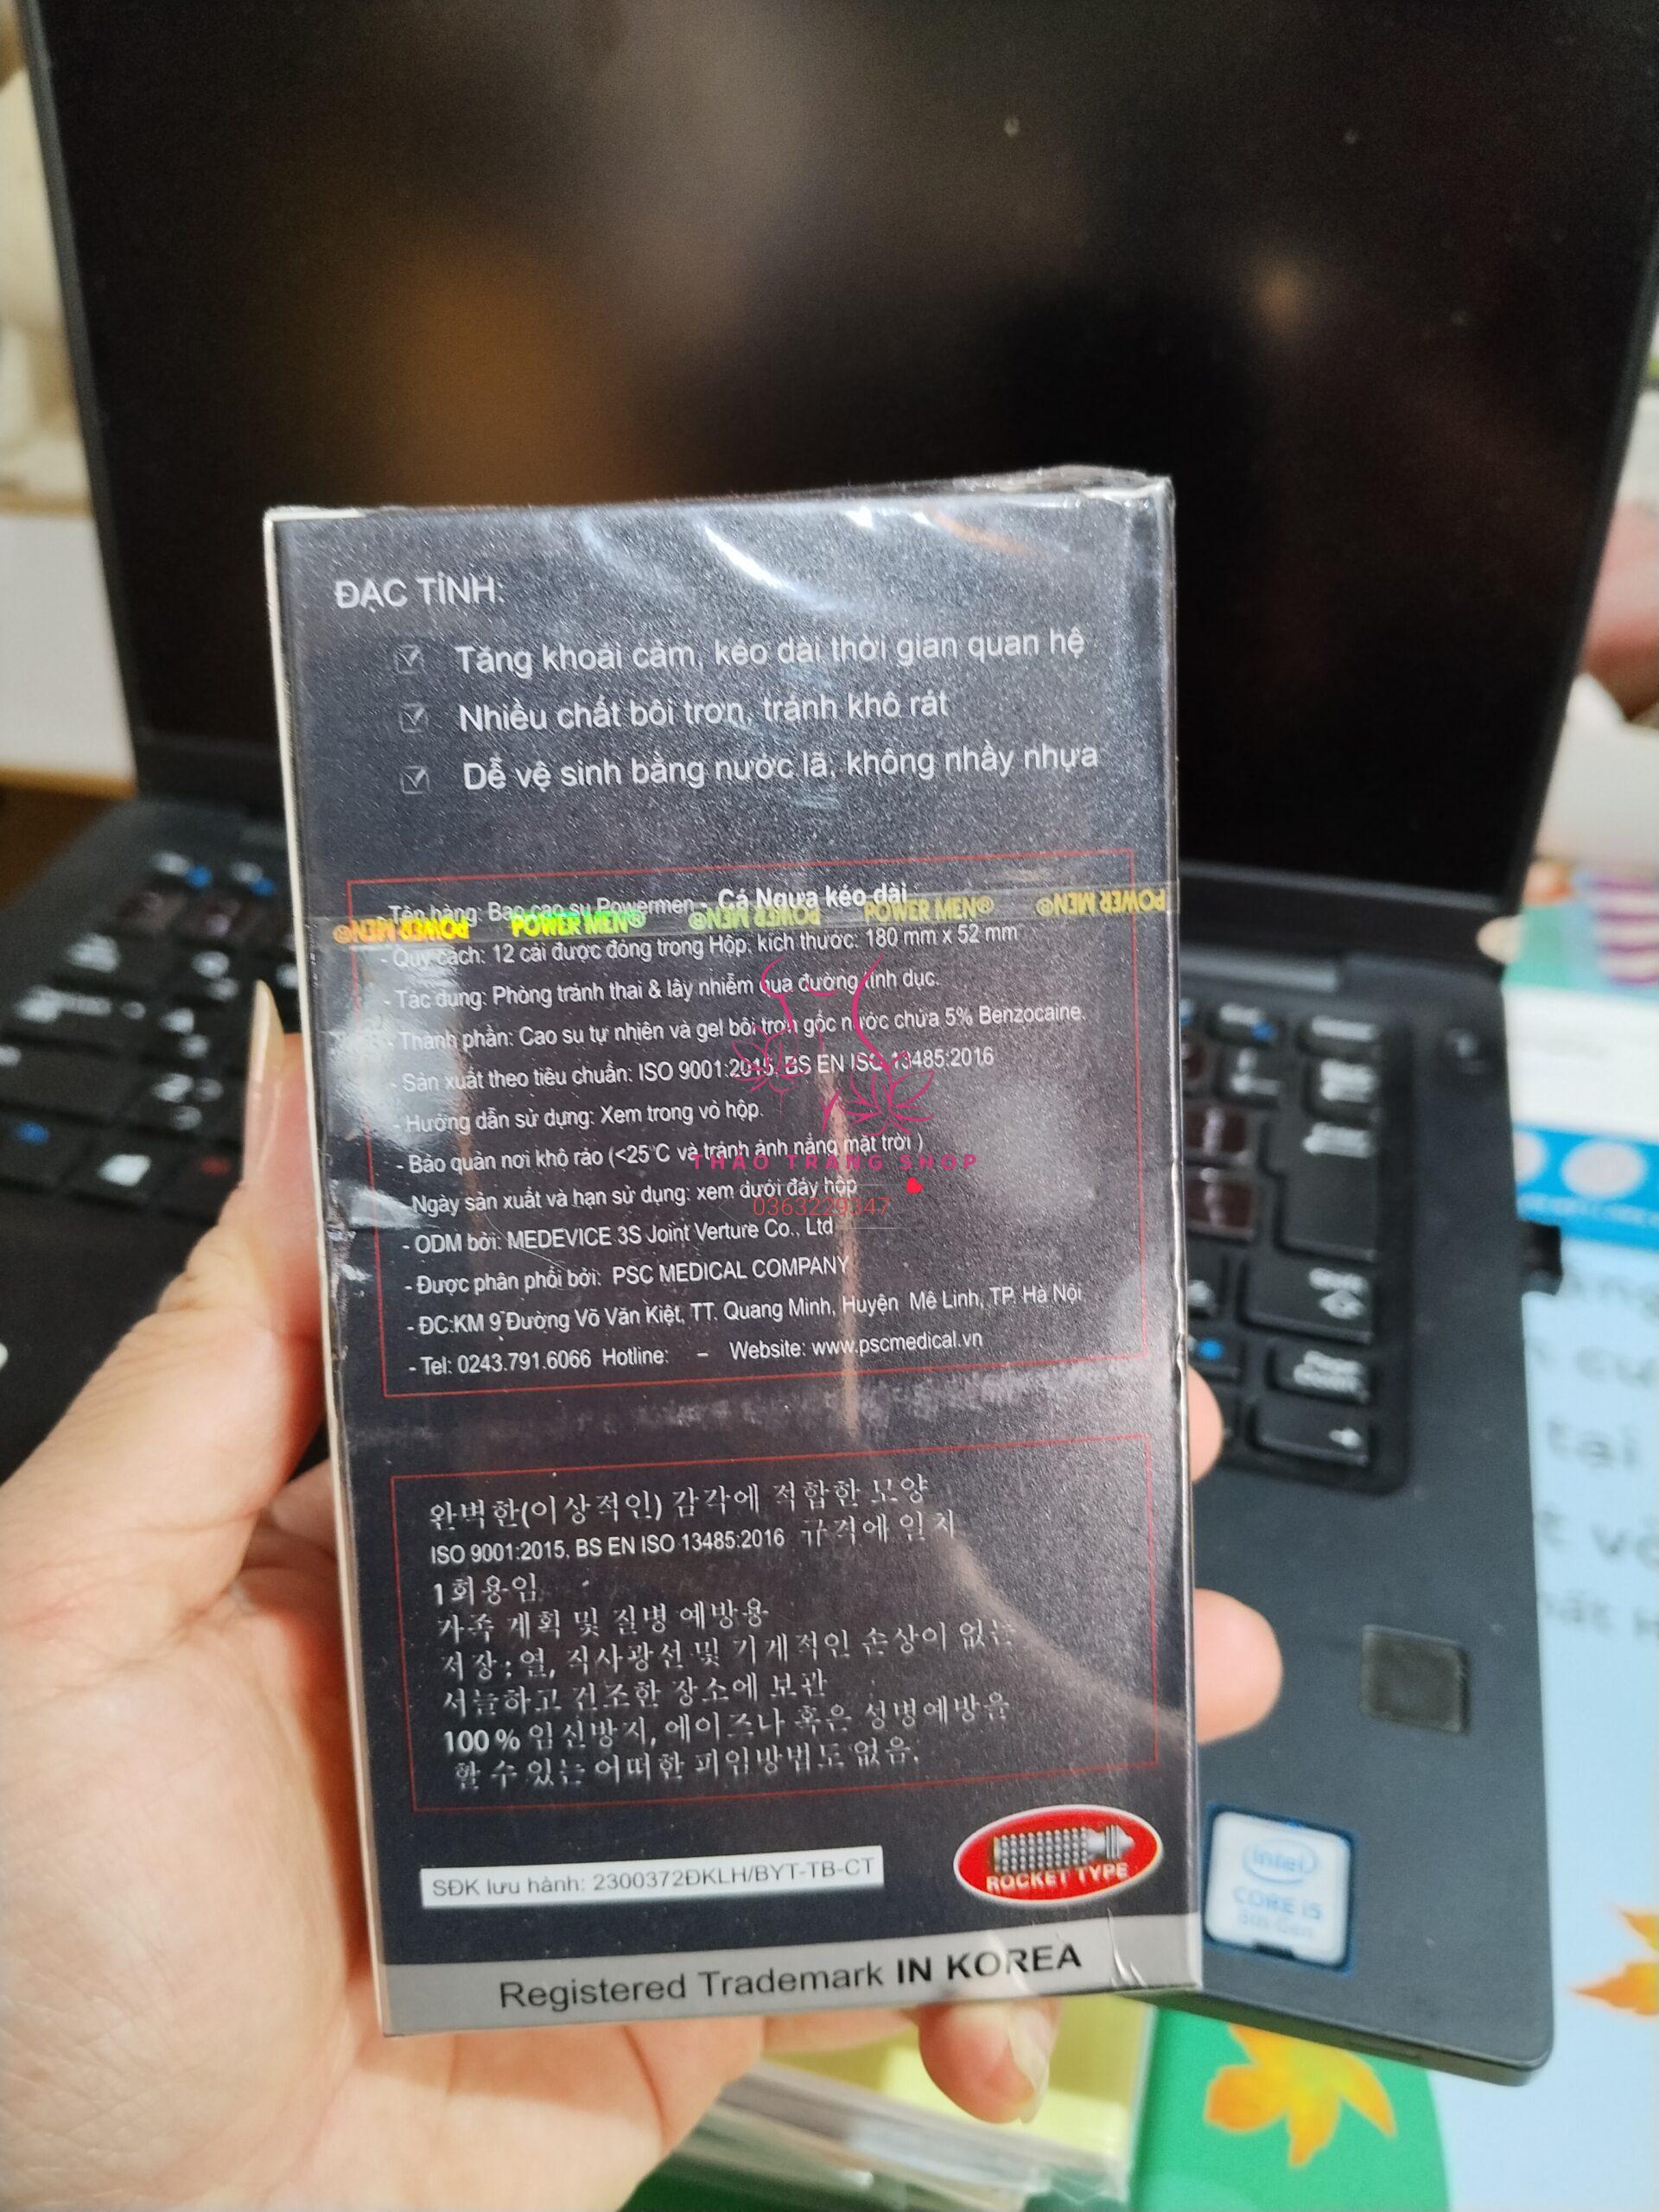 ĐẶC TÍNH:
Tăng khoái cảm, kéo dài thời gian quan hệ
Nhiều chất bôi trơn, tránh khô rát
Dễ vệ sinh bằng nước lã, không nhầy nhựa
- Tên hàng: Bao cao su Powermen - Cá Ngựa kéo dài
POWER MEN® POWER MEN® POWER MEN® POWER MEN® POWER MEN®
- Quy cách: 12 cái được đóng trong Hộp, kích thước: 180 mm x 52 mm
- Tác dụng: Phòng tránh thai & lây nhiễm qua đường tình dục.
- Thành phần: Cao su tự nhiên và gel bôi trơn gốc nước chứa 5% Benzocaine.
- Sản xuất theo tiêu chuẩn: ISO 9001:2015, BS EN ISO 13485:2016
- Hướng dẫn sử dụng: Xem trong vỏ hộp.
- Bảo quản nơi khô ráo (<25°C và tránh ánh nắng mặt trời )
THẢO TRANG SHOP
- Ngày sản xuất và hạn sử dụng: xem dưới đáy hộp
0363229347
- ODM bởi: MEDEVICE 3S Joint Verture Co., Ltd
- Được phân phối bởi: PSC MEDICAL COMPANY
- ĐC:KM 9 Đường Võ Văn Kiệt, TT. Quang Minh, Huyện Mê Linh, TP. Hà Nội
- Tel: 0243.791.6066 Hotline: – Website: www.pscmedical.vn
완벽한(이상적인) 감각에 적합한 모양
ISO 9001:2015, BS EN ISO 13485:2016 규격에 일치
1회용임
가족 계획 및 질병 예방용
저장 : 열, 직사광선 및 기계적인 손상이 없는
서늘하고 건조한 장소에 보관
100 % 임신방지, 에이즈나 혹은 성병예방을
할 수 있는 어떠한 피임방법도 없음.
SĐK lưu hành: 2300372ĐKLH/BYT-TB-CT
ROCKET TYPE
Registered Trademark IN KOREA
intel
CORE i5